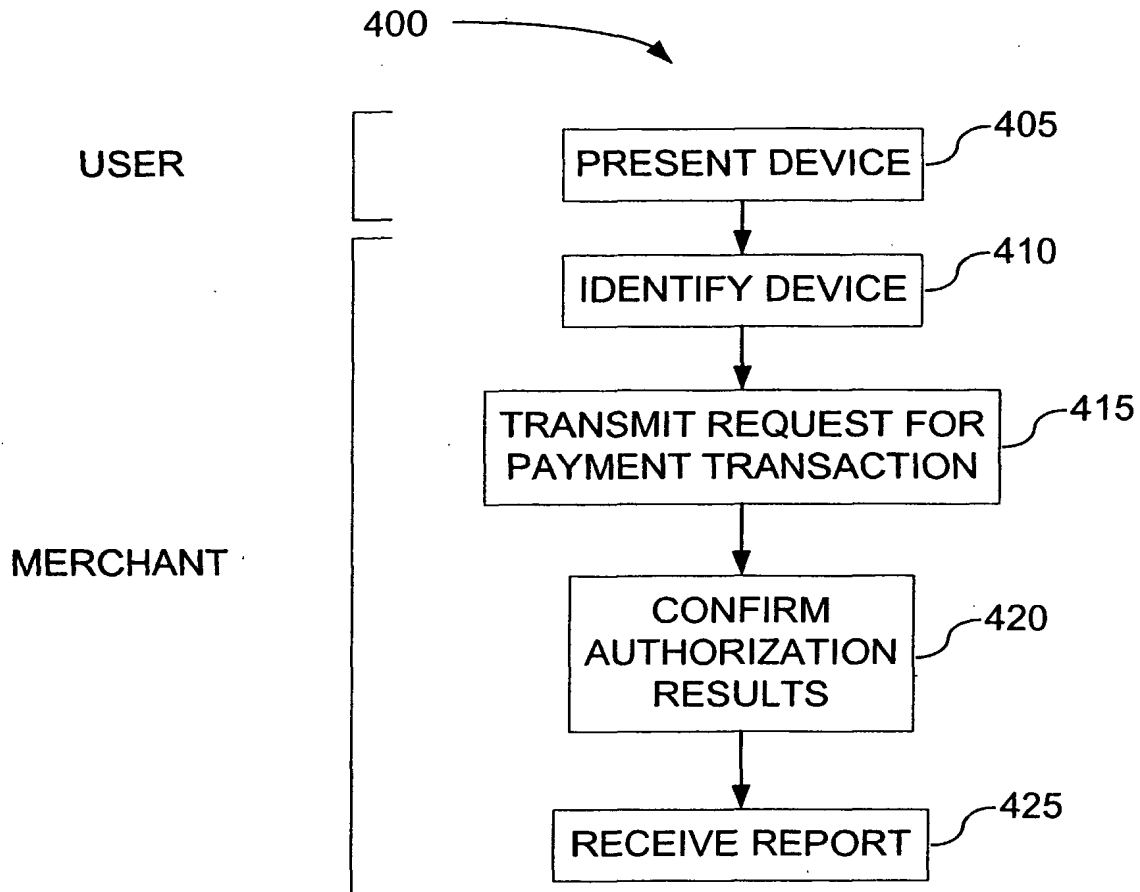 400
USER
PRESENT DEVICE
405
IDENTIFY DEVICE
410
TRANSMIT REQUEST FOR
PAYMENT TRANSACTION
415
MERCHANT
CONFIRM
AUTHORIZATION
RESULTS
420
RECEIVE REPORT
425